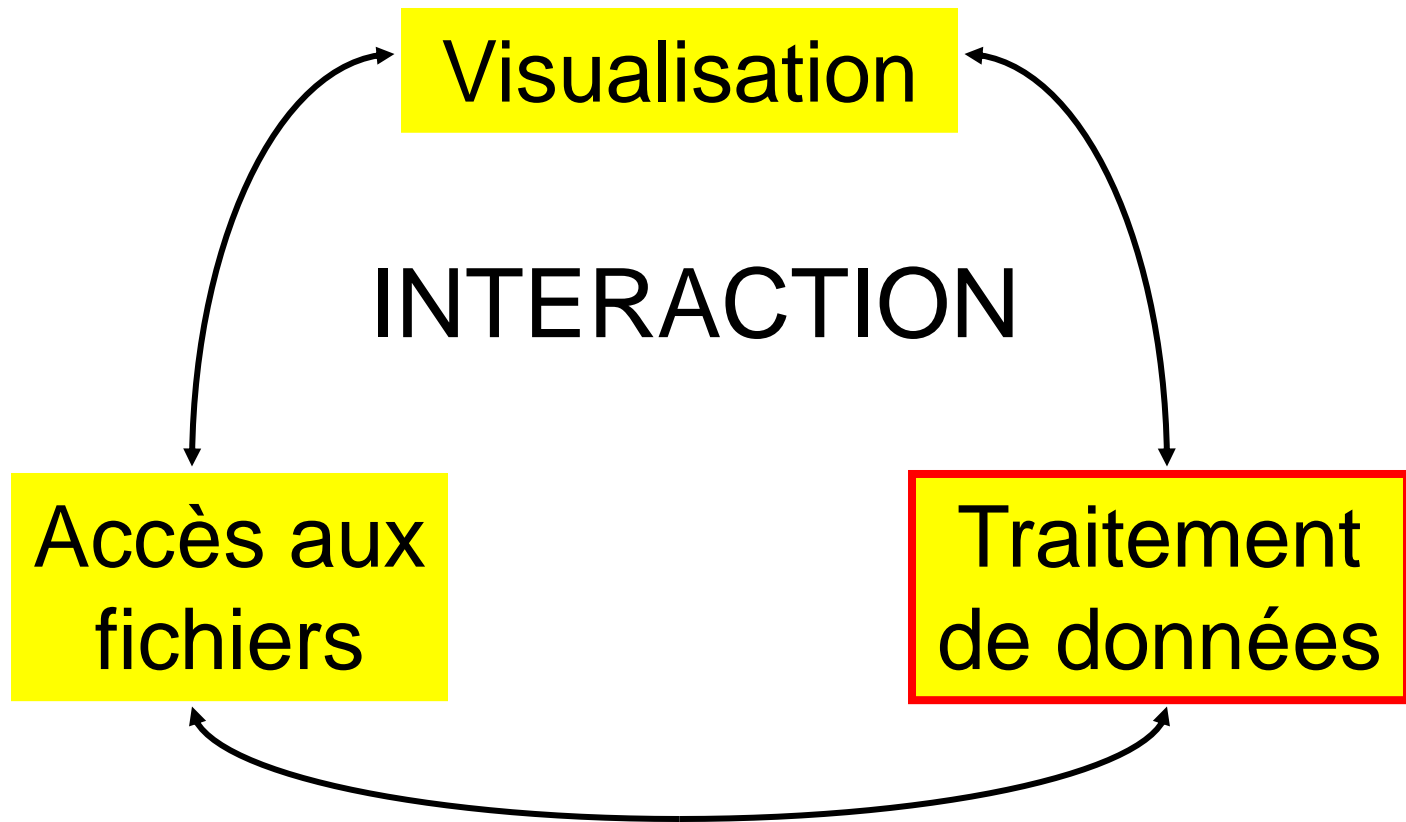 Visualisation
INTERACTION
Accès aux
fichiers
Traitement
de données